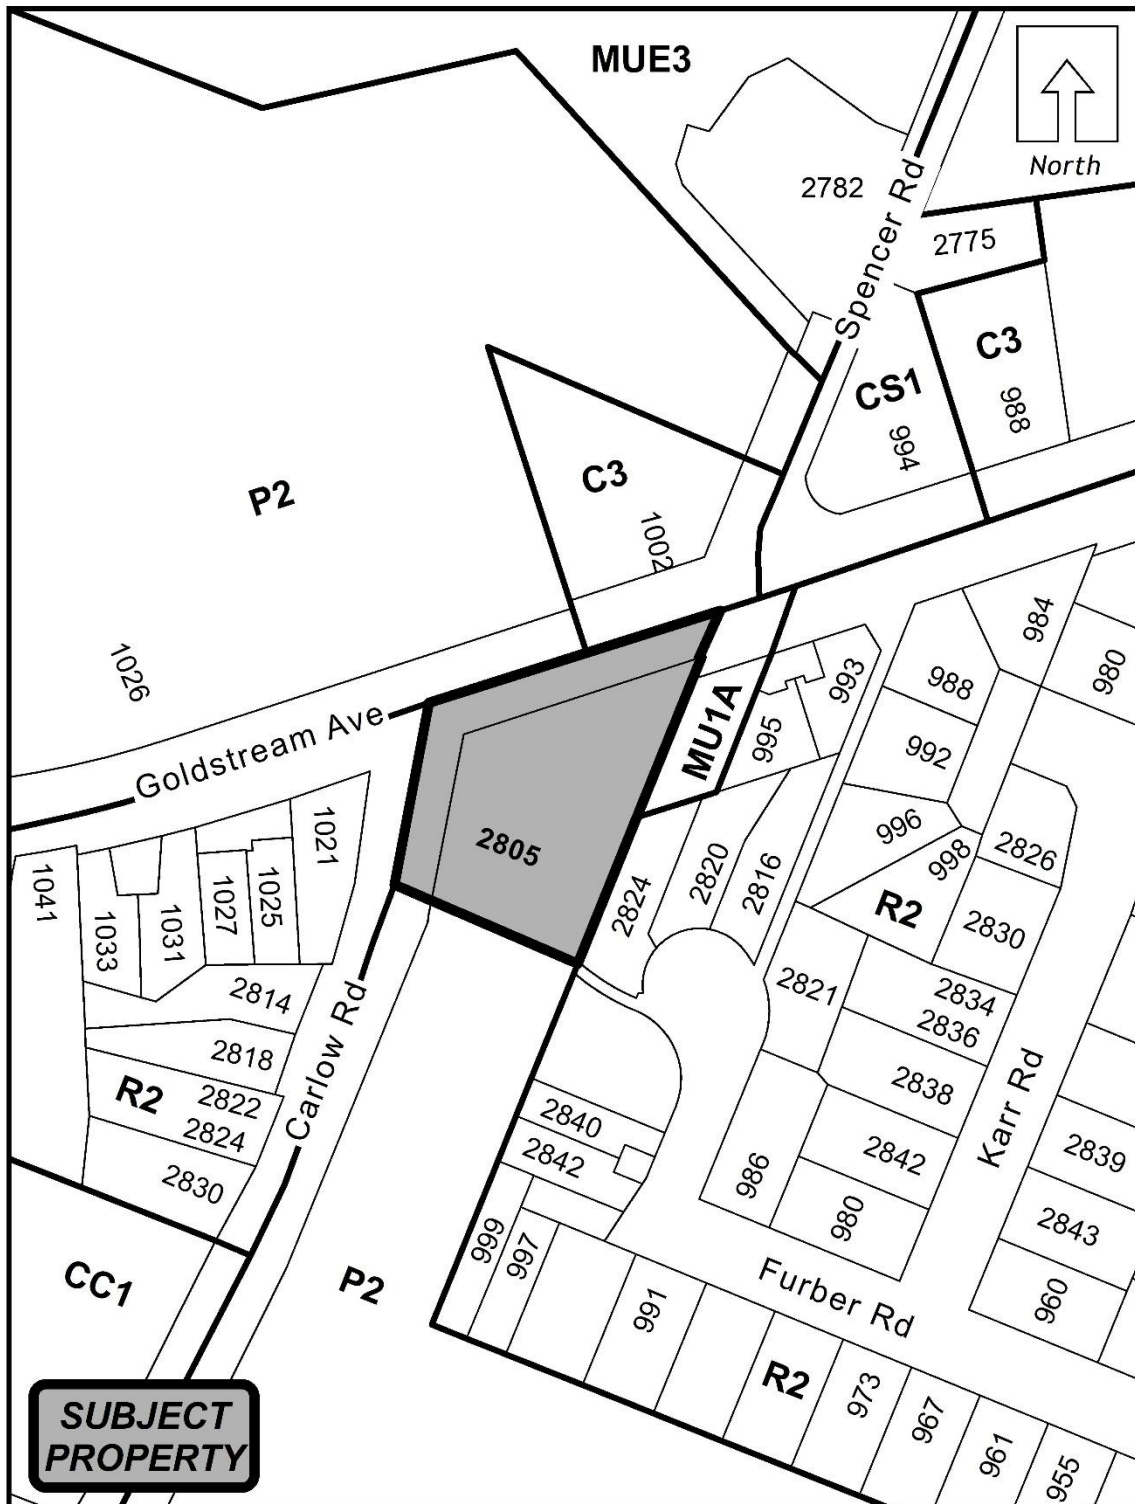 MUE3
North
2782
Spencer Rd
2775
C3
988
CS1
994
P2
C3
1002
1026
Goldstream Ave
MU1A
993
995
984
980
988
992
996
998
R2
2826
2830
2805
2824
2820
2816
1021
1041
1033
1031
1027
1025
2814
2818
R2
2822
2824
2830
Carlow Rd
2821
2834
2836
2838
2842
Karr Rd
2839
2843
960
986
980
2840
2842
999
997
991
Furber Rd
R2
973
967
961
955
CC1
P2
SUBJECT
PROPERTY